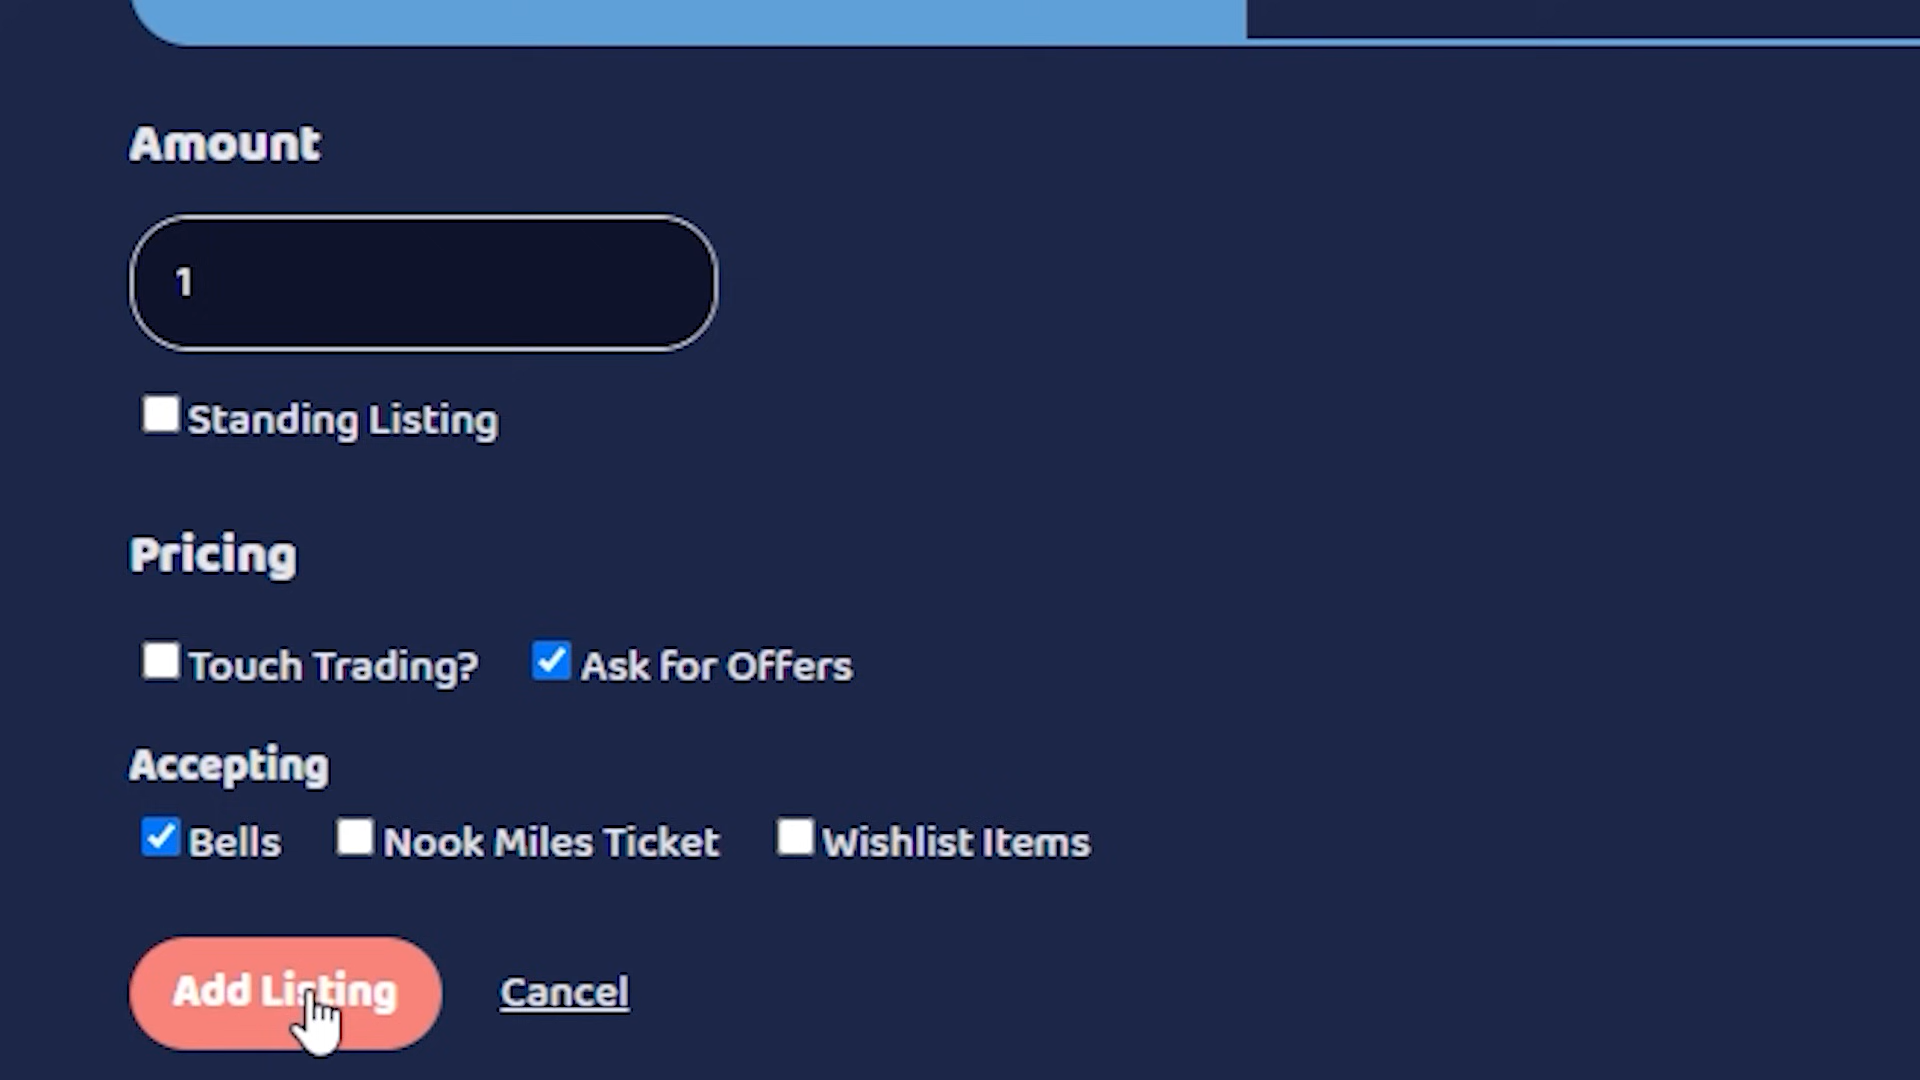 Amount
1
Standing Listing
Pricing
Touch Trading? Ask for Offers
Accepting
Bells Nook Miles Ticket Wishlist Items
Add Listing Cancel